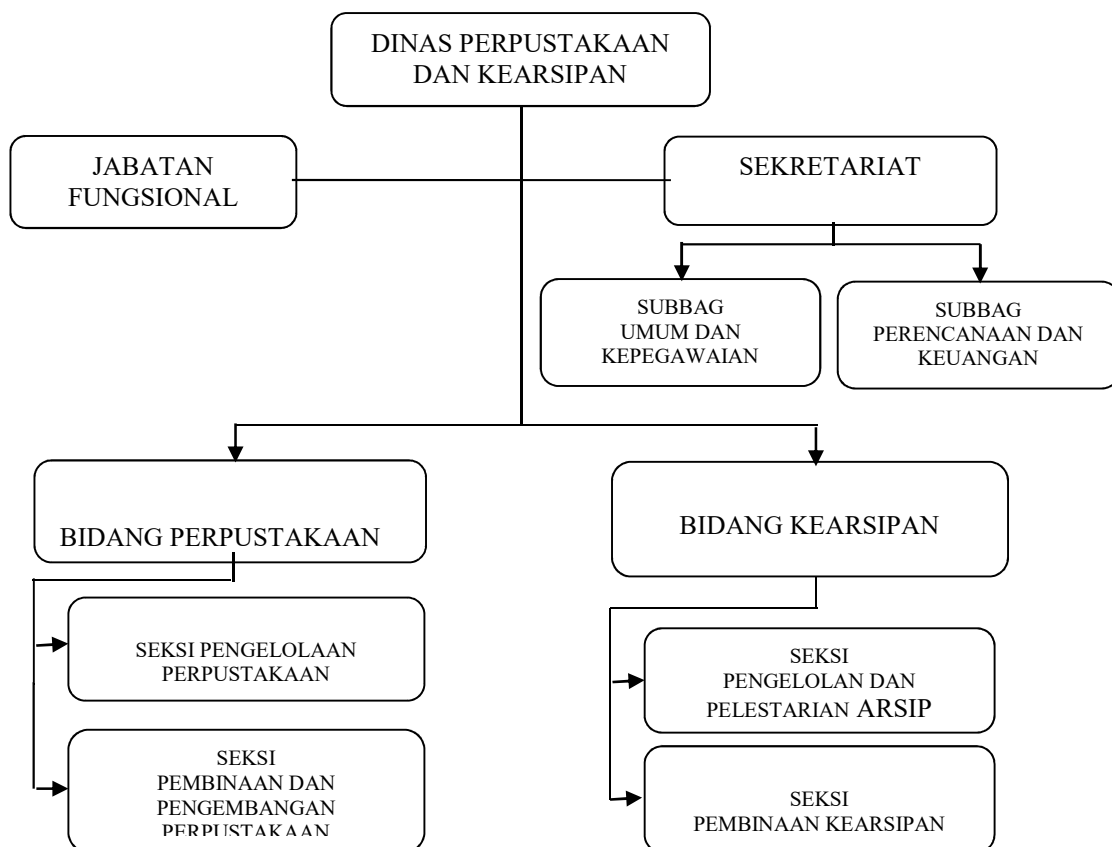 DINAS PERPUSTAKAAN
DAN KEARSIPAN
JABATAN
FUNGSIONAL
SEKRETARIAT
SUBBAG
UMUM DAN
KEPEGAWAIAN
SUBBAG
PERENCANAAN DAN
KEUANGAN
BIDANG PERPUSTAKAAN
BIDANG KEARSIPAN
SEKSI PENGELOLAAN
PERPUSTAKAAN
SEKSI
PEMBINAAN DAN
PENGEMBANGAN
PERPUSTAKAAN
SEKSI
PENGELOLAN DAN
PELESTARIAN ARSIP
SEKSI
PEMBINAAN KEARSIPAN